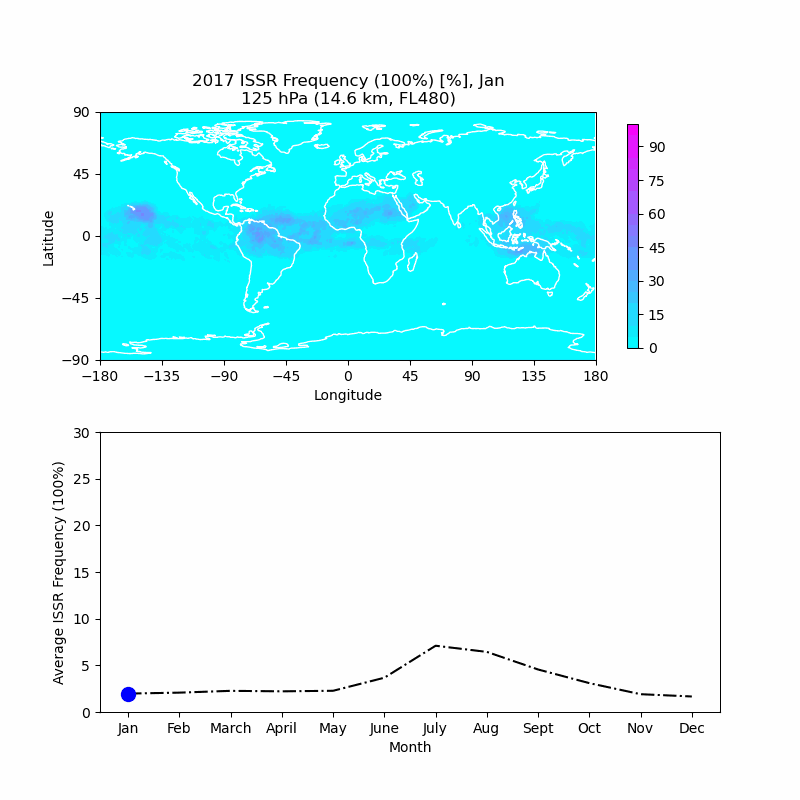 2017 ISSR Frequency (100%) [%], Jan
125 hPa (14.6 km, FL480)
90
45
0
−45
−90
Latitude
−180
−135
−90
−45
0
45
90
135
180
Longitude
90
75
60
45
30
15
0
30
25
20
15
10
5
0
Average ISSR Frequency (100%)
Jan
Feb
March
April
May
June
July
Aug
Sept
Oct
Nov
Dec
Month